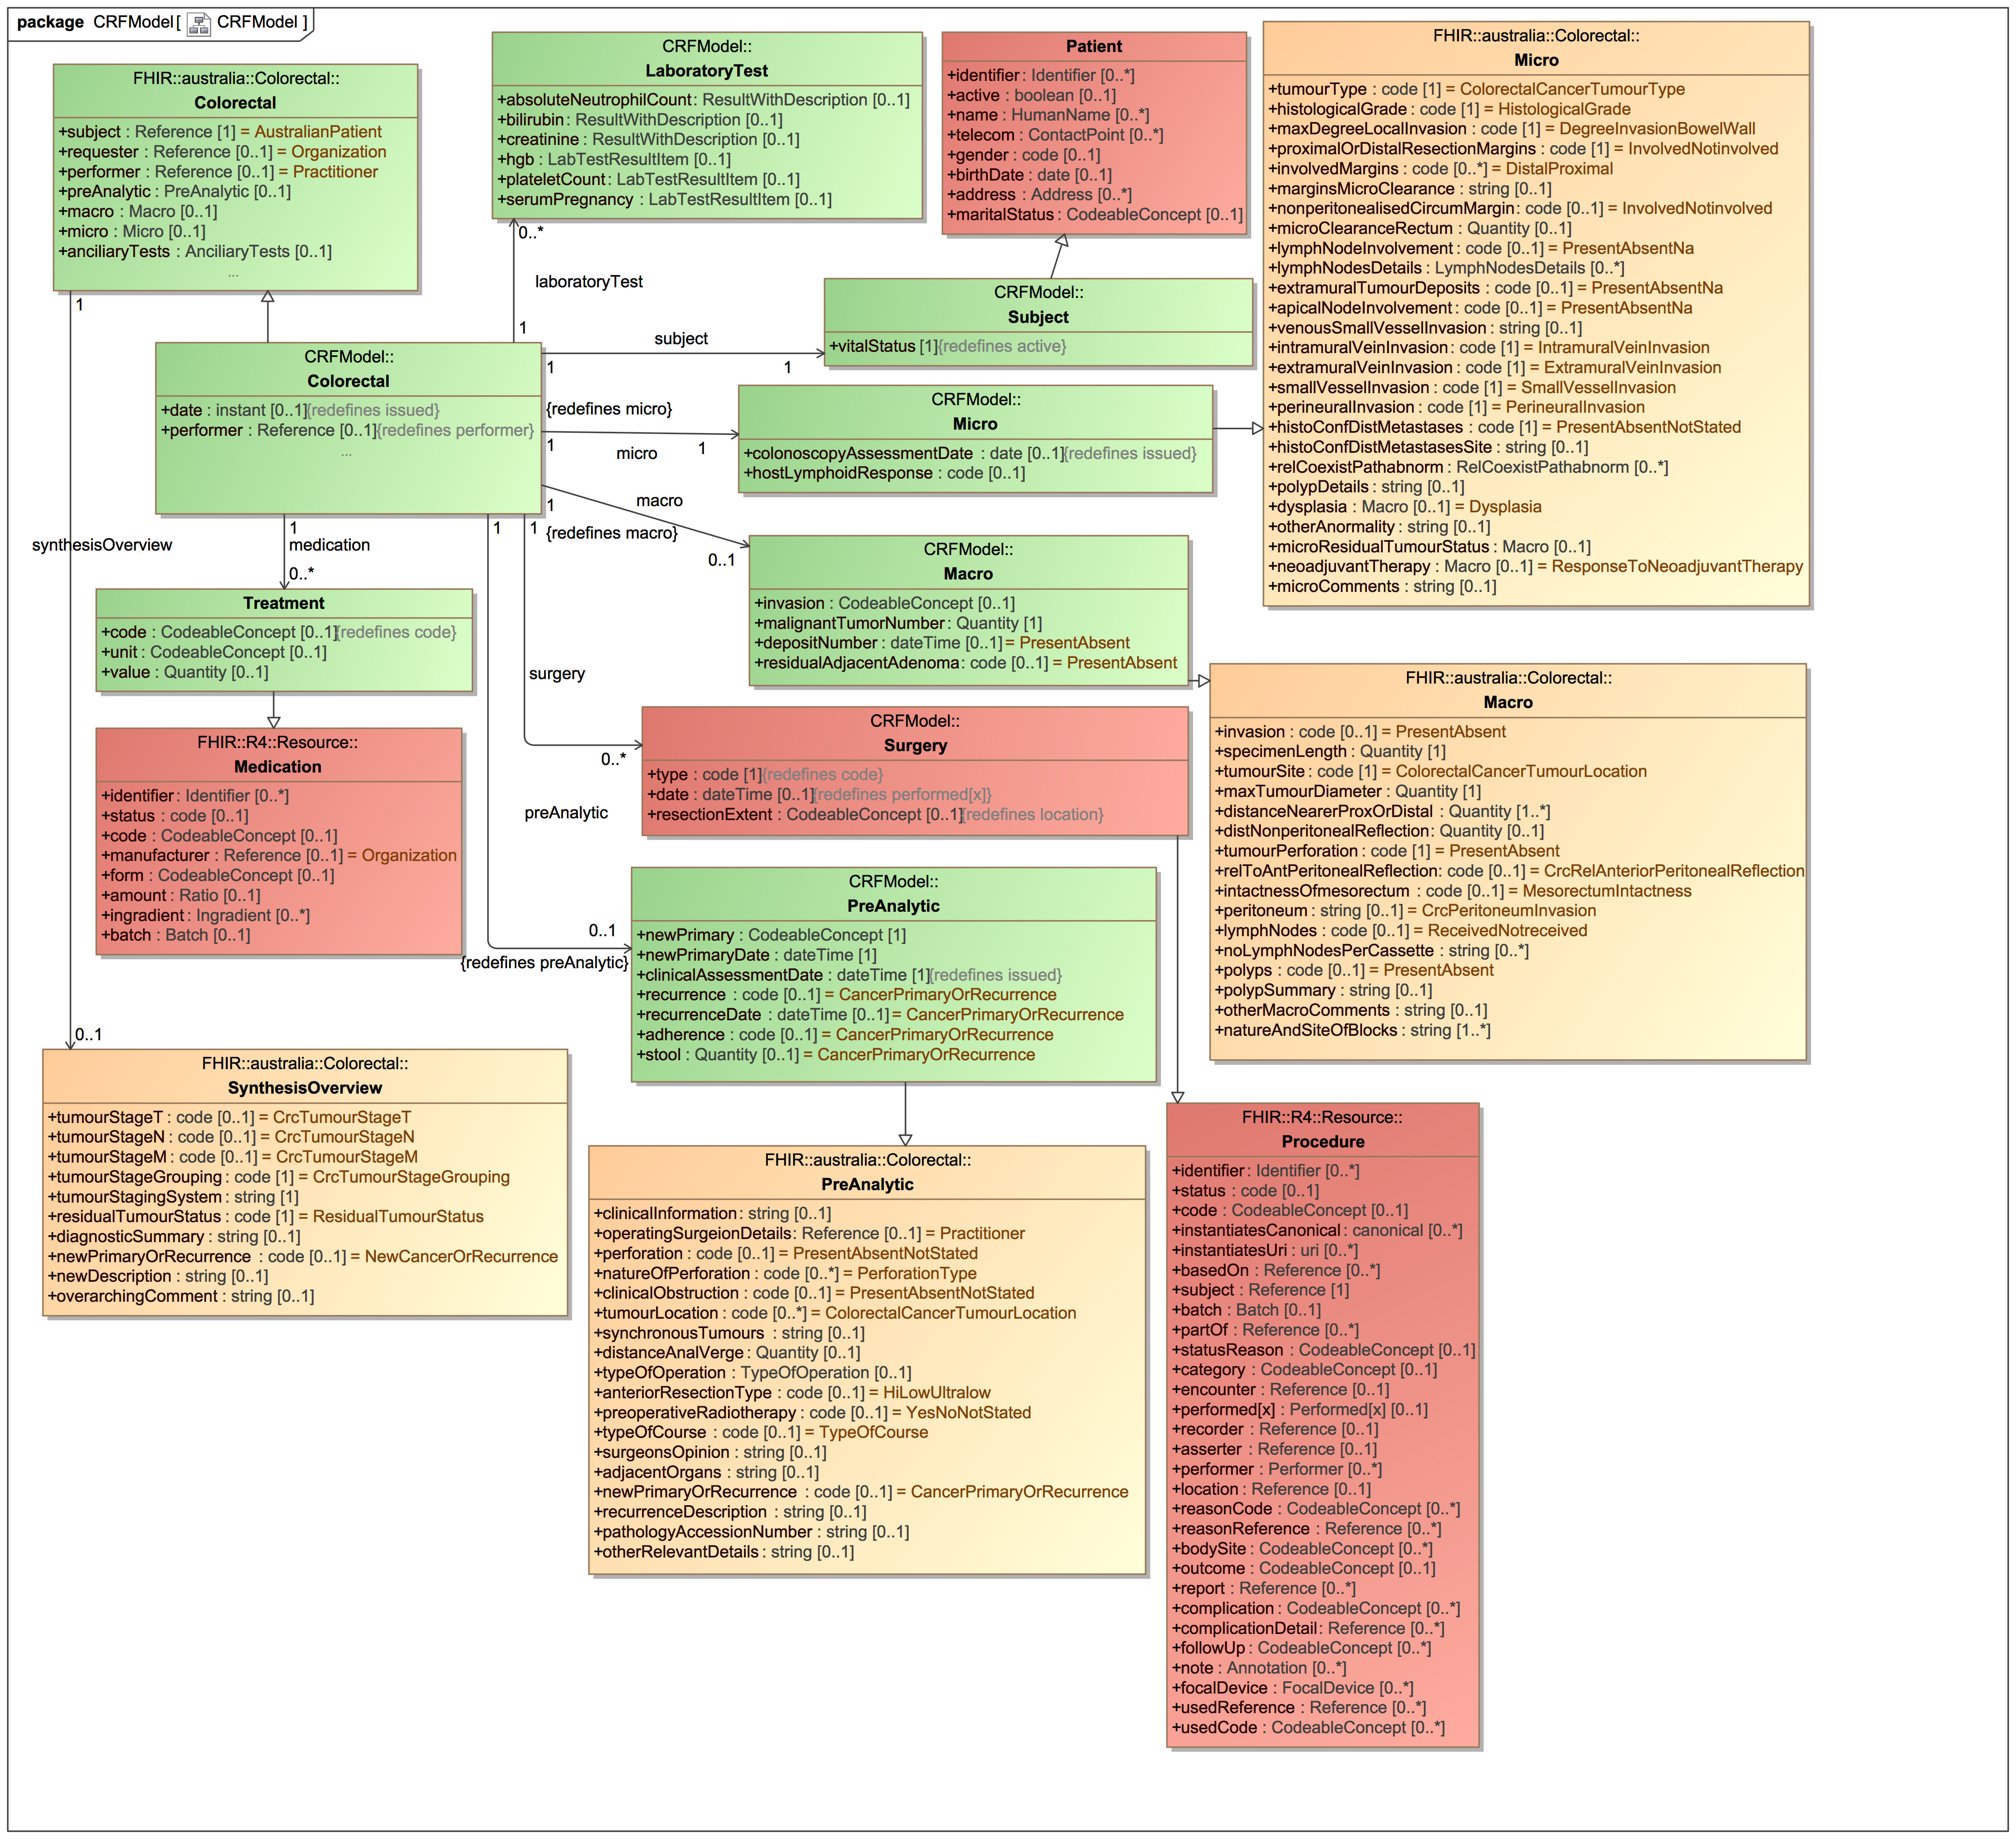 package CRFModel[ CRFModel ]
FHIR::australia::Colorectal::
Colorectal
+subject : Reference [1] = AustralianPatient
+requester : Reference [0..1] = Organization
+performer : Reference [0..1] = Practitioner
+preAnalytic : PreAnalytic [0..1]
+macro : Macro [0..1]
+micro : Micro [0..1]
+anciliaryTests : AnciliaryTests [0..1]
...
CRFModel::
LaboratoryTest
+absoluteNeutrophilCount : ResultWithDescription [0..1]
+bilirubin : ResultWithDescription [0..1]
+creatinine : ResultWithDescription [0..1]
+hgb : LabTestResultItem [0..1]
+plateletCount : LabTestResultItem [0..1]
+serumPregnancy : LabTestResultItem [0..1]
Patient
+identifier : Identifier [0..*]
+active : boolean [0..1]
+name : HumanName [0..*]
+telecom : ContactPoint [0..*]
+gender : code [0..1]
+birthDate : date [0..1]
+address : Address [0..*]
+maritalStatus : CodeableConcept [0..1]
FHIR::australia::Colorectal::
Micro
+tumourType : code [1] = ColorectalCancerTumourType
+histologicalGrade : code [1] = HistologicalGrade
+maxDegreeLocalInvasion : code [1] = DegreeInvasionBowelWall
+proximalOrDistalResectionMargins : code [1] = InvolvedNotinvolved
+involvedMargins : code [0..*] = DistalProximal
+marginsMicroClearance : string [0..1]
+nonperitonealisedCircumMargin : code [0..1] = InvolvedNotinvolved
+microClearanceRectum : Quantity [0..1]
+lymphNodeInvolvement : code [0..1] = PresentAbsentNa
+lymphNodesDetails : LymphNodesDetails [0..*]
+extramuralTumourDeposits : code [0..1] = PresentAbsentNa
+apicalNodeInvolvement : code [0..1] = PresentAbsentNa
+venousSmallVesselInvasion : string [0..1]
+intramuralVeinInvasion : code [1] = IntramuralVeinInvasion
+extramuralVeinInvasion : code [1] = ExtramuralVeinInvasion
+smallVesselInvasion : code [1] = SmallVesselInvasion
+perineuralInvasion : code [1] = PerineuralInvasion
+histoConfDistMetastases : code [1] = PresentAbsentNotStated
+histoConfDistMetastasesSite : string [0..1]
+relCoexistPathabnorm : RelCoexistPathabnorm [0..*]
+polypDetails : string [0..1]
+dysplasia : Macro [0..1] = Dysplasia
+otherAnormality : string [0..1]
+microResidualTumourStatus : Macro [0..1]
+neoadjuvantTherapy : Macro [0..1] = ResponseToNeoadjuvantTherapy
+microComments : string [0..1]
0..*
laboratoryTest
1
1
CRFModel::
Subject
+vitalStatus [1]{redefines active}
subject
1
1
CRFModel::
Colorectal
+date : instant [0..1]{redefines issued}
+performer : Reference [0..1]{redefines performer}
...
{redefines micro}
1
micro
1
CRFModel::
Micro
+colonoscopyAssessmentDate : date [0..1]{redefines issued}
+hostLymphoidResponse : code [0..1]
1
macro
{redefines macro}
0..1
CRFModel::
Macro
+invasion : CodeableConcept [0..1]
+malignantTumorNumber : Quantity [1]
+depositNumber : dateTime [0..1] = PresentAbsent
+residualAdjacentAdenoma : code [0..1] = PresentAbsent
1
1
1
synthesisOverview
medication
0..*
Treatment
+code : CodeableConcept [0..1]{redefines code}
+unit : CodeableConcept [0..1]
+value : Quantity [0..1]
FHIR::australia::Colorectal::
Macro
+invasion : code [0..1] = PresentAbsent
+specimenLength : Quantity [1]
+tumourSite : code [1] = ColorectalCancerTumourLocation
+maxTumourDiameter : Quantity [1]
+distanceNearerProxOrDistal : Quantity [1..*]
+distNonperitonealReflection : Quantity [0..1]
+tumourPerforation : code [1] = PresentAbsent
+relToAntPeritonealReflection : code [0..1] = CrcRelAnteriorPeritonealReflection
+intactnessOfmesorectum : code [0..1] = MesorectumIntactness
+peritoneum : string [0..1] = CrcPeritoneumInvasion
+lymphNodes : code [0..1] = ReceivedNotreceived
+noLymphNodesPerCassette : string [0..*]
+polyps : code [0..1] = PresentAbsent
+polypSummary : string [0..1]
+otherMacroComments : string [0..1]
+natureAndSiteOfBlocks : string [1..*]
surgery
0..*
CRFModel::
Surgery
+type : code [1]{redefines code}
+date : dateTime [0..1]{redefines performed[x]}
+resectionExtent : CodeableConcept [0..1]{redefines location}
FHIR::R4::Resource::
Medication
+identifier : Identifier [0..*]
+status : code [0..1]
+code : CodeableConcept [0..1]
+manufacturer : Reference [0..1] = Organization
+form : CodeableConcept [0..1]
+amount : Ratio [0..1]
+ingradient : Ingradient [0..*]
+batch : Batch [0..1]
preAnalytic
0..1
{redefines preAnalytic}
CRFModel::
PreAnalytic
+newPrimary : CodeableConcept [1]
+newPrimaryDate : dateTime [1]
+clinicalAssessmentDate : dateTime [1]{redefines issued}
+recurrence : code [0..1] = CancerPrimaryOrRecurrence
+recurrenceDate : dateTime [0..1] = CancerPrimaryOrRecurrence
+adherence : code [0..1] = CancerPrimaryOrRecurrence
+stool : Quantity [0..1] = CancerPrimaryOrRecurrence
0..1
FHIR::australia::Colorectal::
SynthesisOverview
+tumourStageT : code [0..1] = CrcTumourStageT
+tumourStageN : code [0..1] = CrcTumourStageN
+tumourStageM : code [0..1] = CrcTumourStageM
+tumourStageGrouping : code [1] = CrcTumourStageGrouping
+tumourStagingSystem : string [1]
+residualTumourStatus : code [1] = ResidualTumourStatus
+diagnosticSummary : string [0..1]
+newPrimaryOrRecurrence : code [0..1] = NewCancerOrRecurrence
+newDescription : string [0..1]
+overarchingComment : string [0..1]
FHIR::australia::Colorectal::
PreAnalytic
+clinicalInformation : string [0..1]
+operatingSurgeionDetails : Reference [0..1] = Practitioner
+perforation : code [0..1] = PresentAbsentNotStated
+natureOfPerforation : code [0..*] = PerforationType
+clinicalObstruction : code [0..1] = PresentAbsentNotStated
+tumourLocation : code [0..*] = ColorectalCancerTumourLocation
+synchronousTumours : string [0..1]
+distanceAnalVerge : Quantity [0..1]
+typeOfOperation : TypeOfOperation [0..1]
+anteriorResectionType : code [0..1] = HiLowUltralow
+preoperativeRadiotherapy : code [0..1] = YesNoNotStated
+typeOfCourse : code [0..1] = TypeOfCourse
+surgeonsOpinion : string [0..1]
+adjacentOrgans : string [0..1]
+newPrimaryOrRecurrence : code [0..1] = CancerPrimaryOrRecurrence
+recurrenceDescription : string [0..1]
+pathologyAccessionNumber : string [0..1]
+otherRelevantDetails : string [0..1]
FHIR::R4::Resource::
Procedure
+identifier : Identifier [0..*]
+status : code [0..1]
+code : CodeableConcept [0..1]
+instantiatesCanonical : canonical [0..*]
+instantiatesUri : uri [0..*]
+basedOn : Reference [0..*]
+subject : Reference [1]
+batch : Batch [0..1]
+partOf : Reference [0..*]
+statusReason : CodeableConcept [0..1]
+category : CodeableConcept [0..1]
+encounter : Reference [0..1]
+performed[x] : Performed[x] [0..1]
+recorder : Reference [0..1]
+asserter : Reference [0..1]
+performer : Performer [0..*]
+location : Reference [0..1]
+reasonCode : CodeableConcept [0..*]
+reasonReference : Reference [0..*]
+bodySite : CodeableConcept [0..*]
+outcome : CodeableConcept [0..1]
+report : Reference [0..*]
+complication : CodeableConcept [0..*]
+complicationDetail : Reference [0..*]
+followUp : CodeableConcept [0..*]
+note : Annotation [0..*]
+focalDevice : FocalDevice [0..*]
+usedReference : Reference [0..*]
+usedCode : CodeableConcept [0..*]